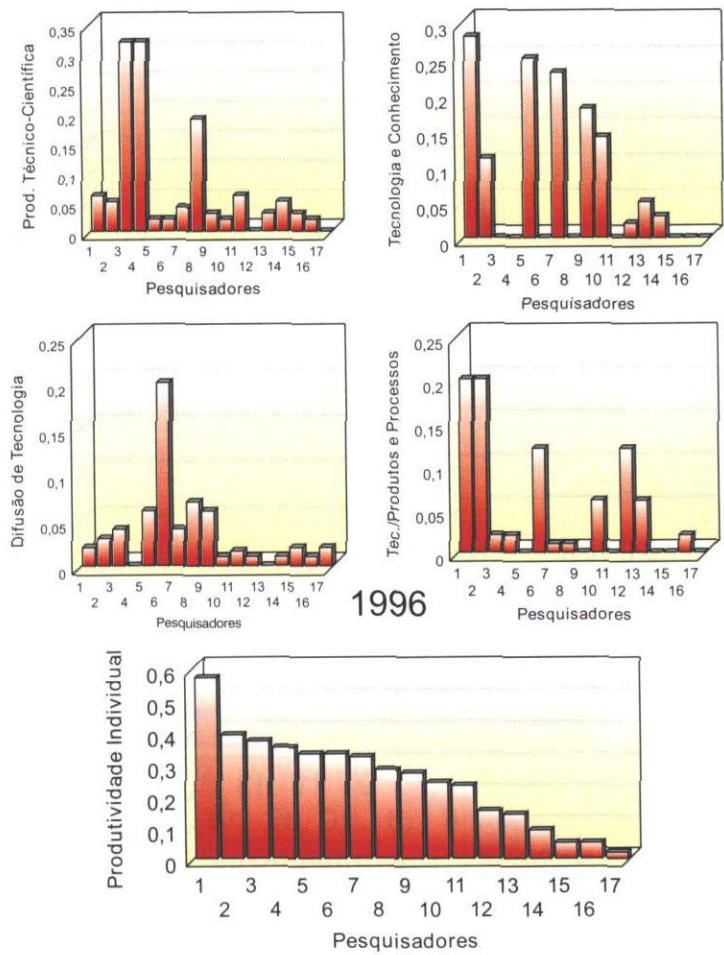 Prod. Técnico-Científica
0,35
0,3
0,25
0,2
0,15
0,1
0,05
0
1 3 5 7 9 11 13 15 17
2 4 6 8 10 12 14 16
Pesquisadores
Tecnologia e Conhecimento
0,3
0,25
0,2
0,15
0,1
0,05
0
1 3 5 7 9 11 13 15 17
2 4 6 8 10 12 14 16
Pesquisadores
Difusão de Tecnologia
0,25
0,2
0,15
0,1
0,05
0
1 3 5 7 9 11 13 15 17
2 4 6 8 10 12 14 16
Pesquisadores
Tec./Produtos e Processos
0,25
0,2
0,15
0,1
0,05
0
1 3 5 7 9 11 13 15 17
2 4 6 8 10 12 14 16
Pesquisadores
1996
Produtividade Individual
0,6
0,5
0,4
0,3
0,2
0,1
0
1 3 5 7 9 11 13 15 17
2 4 6 8 10 12 14 16
Pesquisadores